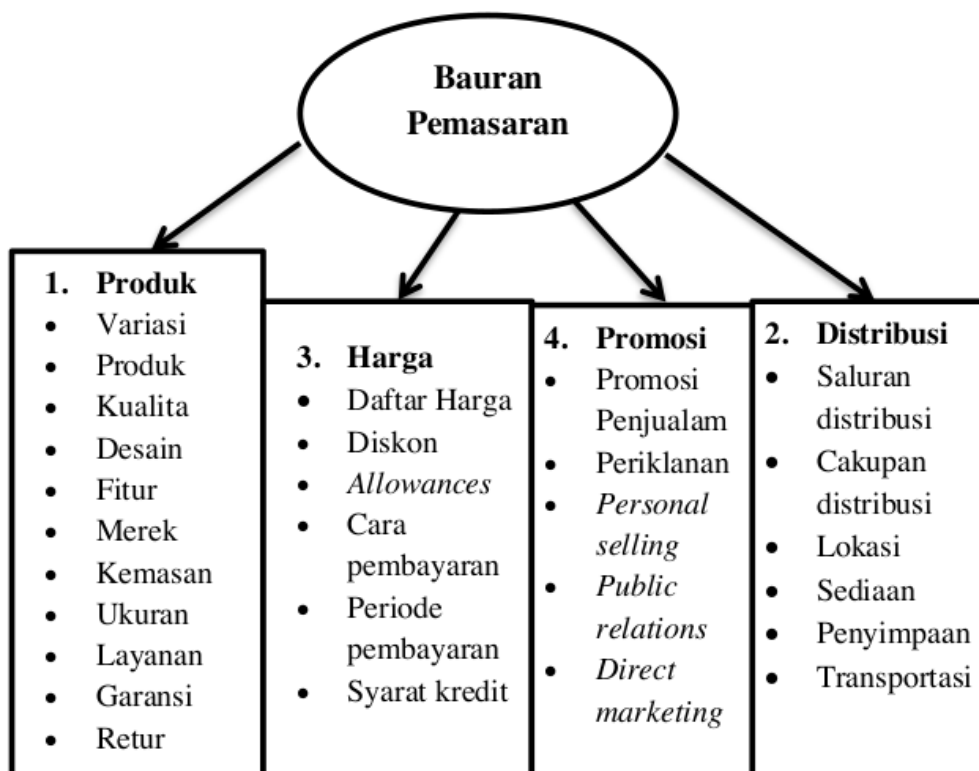 Bauran
Pemasaran
1. Produk
• Variasi
• Produk
• Kualita
• Desain
• Fitur
• Merek
• Kemasan
• Ukuran
• Layanan
• Garansi
• Retur
3. Harga
• Daftar Harga
• Diskon
• Allowances
• Cara
pembayaran
• Periode
pembayaran
• Syarat kredit
4. Promosi
• Promosi
Penjualam
• Periklanan
• Personal
selling
• Public
relations
• Direct
marketing
2. Distribusi
• Saluran
distribusi
• Cakupan
distribusi
• Lokasi
• Sediaan
• Penyimpaan
• Transportasi